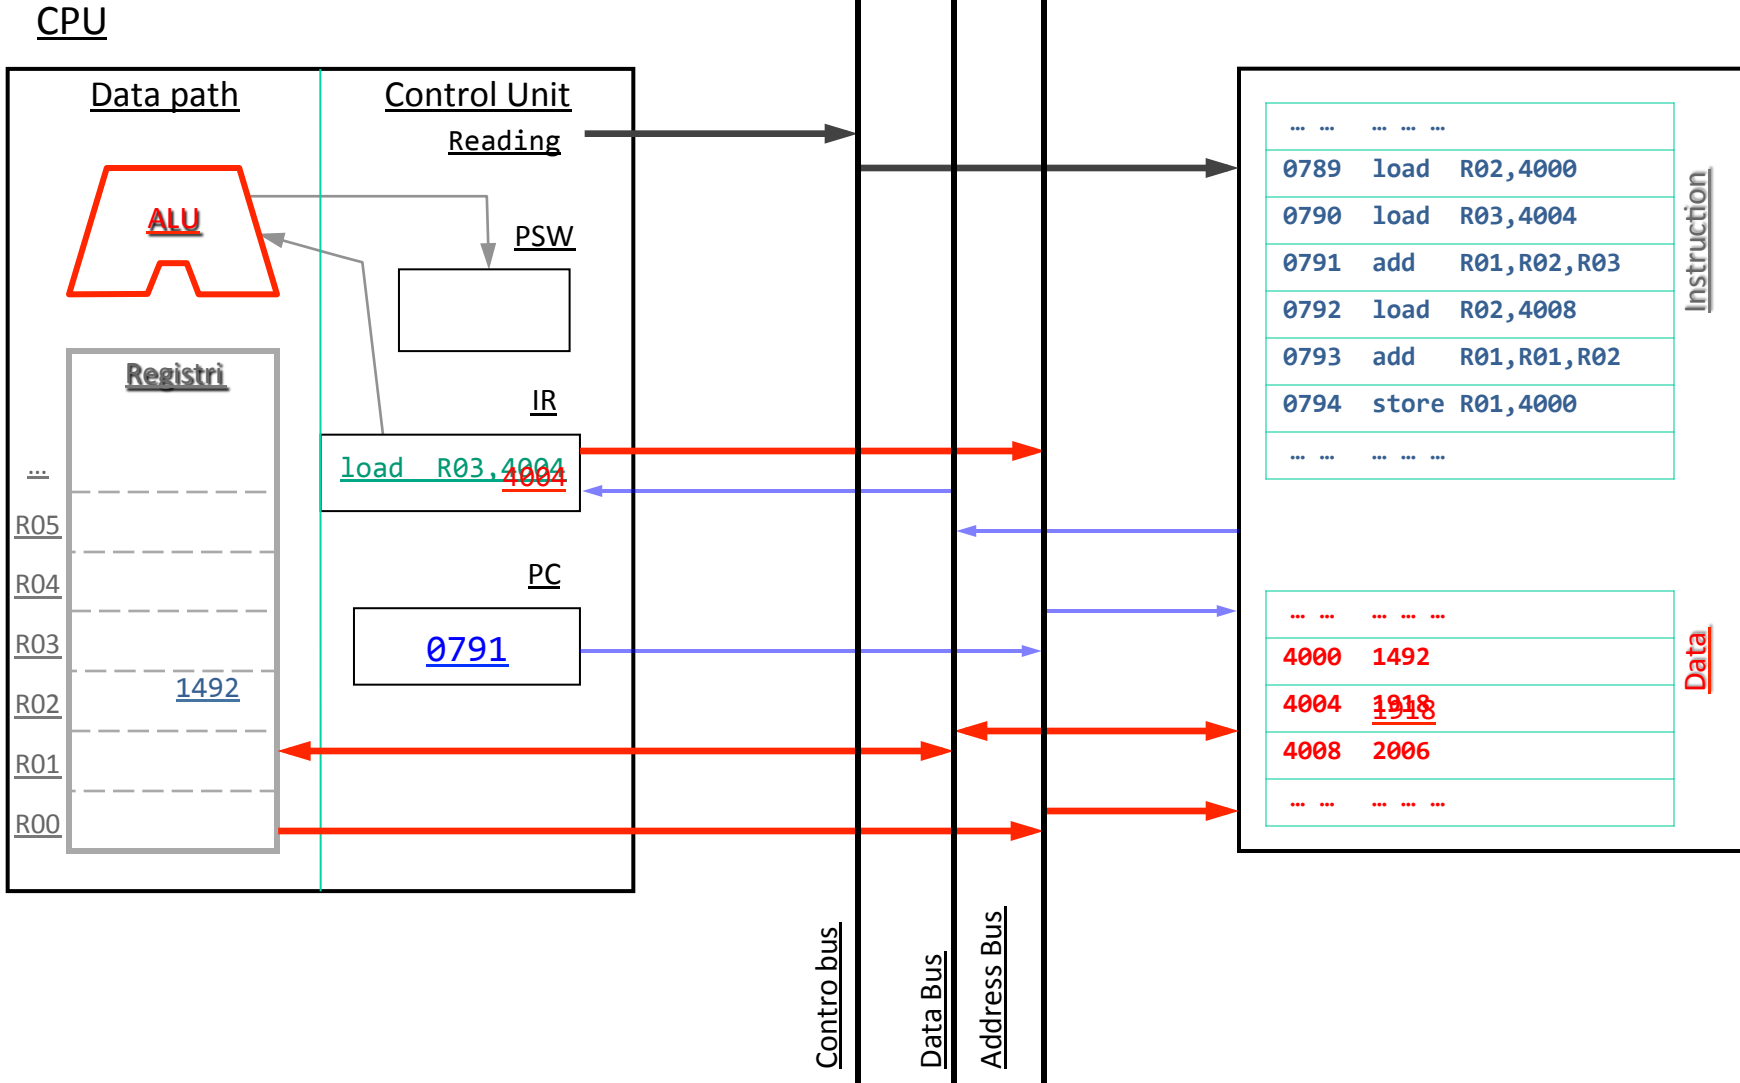 CPU
Data path
Control Unit
Reading
ALU
PSW
Registri
IR
load R03,4004
4004
PC
0791
…
R05
R04
R03
R02
R01
R00
1492
Contro bus
Data Bus
Address Bus
… … … … …
0789 load R02,4000
0790 load R03,4004
0791 add R01,R02,R03
0792 load R02,4008
0793 add R01,R01,R02
0794 store R01,4000
… … … … …
Instruction
… … … … …
4000 1492
4004 1918
1918
4008 2006
… … … … …
Data